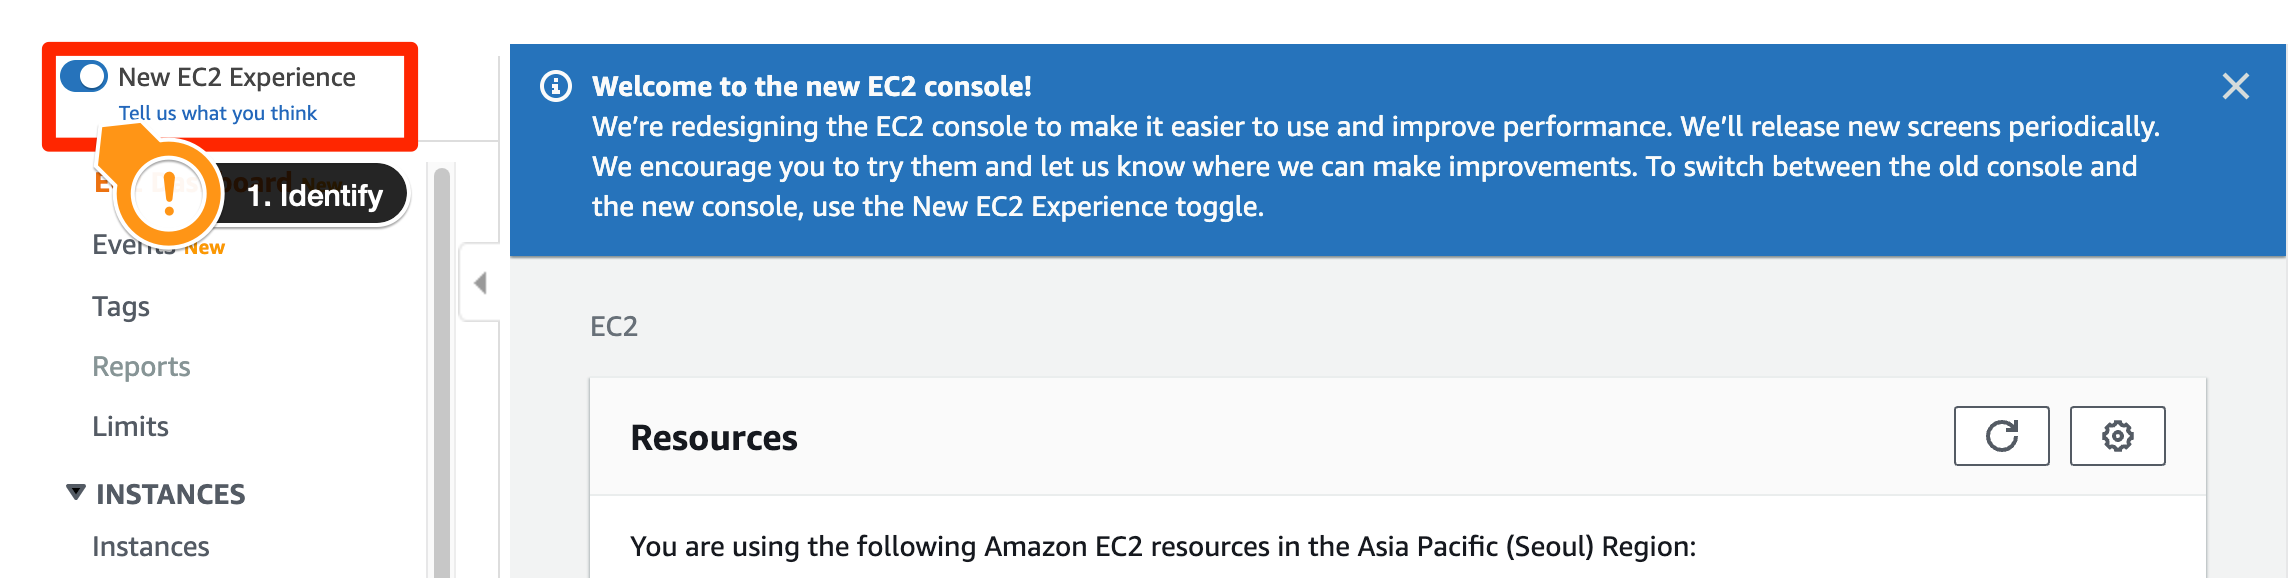 New EC2 Experience
Tell us what you think
1. Identify
Events New
Tags
Reports
Limits
INSTANCES
Instances
Welcome to the new EC2 console!
We’re redesigning the EC2 console to make it easier to use and improve performance. We’ll release new screens periodically.
We encourage you to try them and let us know where we can make improvements. To switch between the old console and
the new console, use the New EC2 Experience toggle.
EC2
Resources
You are using the following Amazon EC2 resources in the Asia Pacific (Seoul) Region: